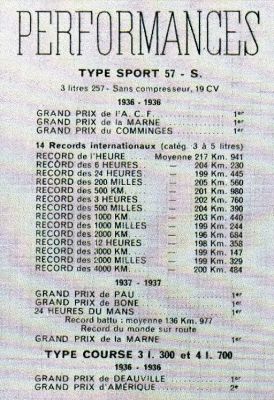 PERFORMANCES
TYPE SPORT 57 - S.
3 litres 257 - Sans compresseur, 19 CV
1936 - 1936
GRAND PRIX de l'A. C. F. 1er
GRAND PRIX de la MARNE 1er
GRAND PRIX du COMMINGES 1er
14 Records internationaux (catég. 3 à 5 litres)
RECORD de l'HEURE Moyenne 217 Km. 941
RECORD des 6 HEURES " 204 Km. 230
RECORD des 24 HEURES " 199 Km. 445
RECORD des 200 MILLES " 205 Km. 560
RECORD des 500 KM. " 201 Km. 980
RECORD des 3 HEURES " 202 Km. 760
RECORD des 500 MILLES " 204 Km. 390
RECORD des 1000 KM. " 203 Km. 440
RECORD des 1000 MILLES " 199 Km. 244
RECORD des 2000 KM. " 196 Km. 684
RECORD des 12 HEURES " 198 Km. 358
RECORD des 3000 KM. " 199 Km. 147
RECORD des 2000 MILLES " 199 Km. 329
RECORD des 4000 KM. " 200 Km. 484
1937 - 1937
GRAND PRIX de PAU 1er
GRAND PRIX de BONE 1er
24 HEURES DU MANS 1er
Record battu : moyenne 136 Km. 977
Record du monde sur route
GRAND PRIX de la MARNE 1er
TYPE COURSE 3 l. 300 et 4 l. 700
1936 - 1936
GRAND PRIX de DEAUVILLE 1er
GRAND PRIX d'AMÉRIQUE 2e